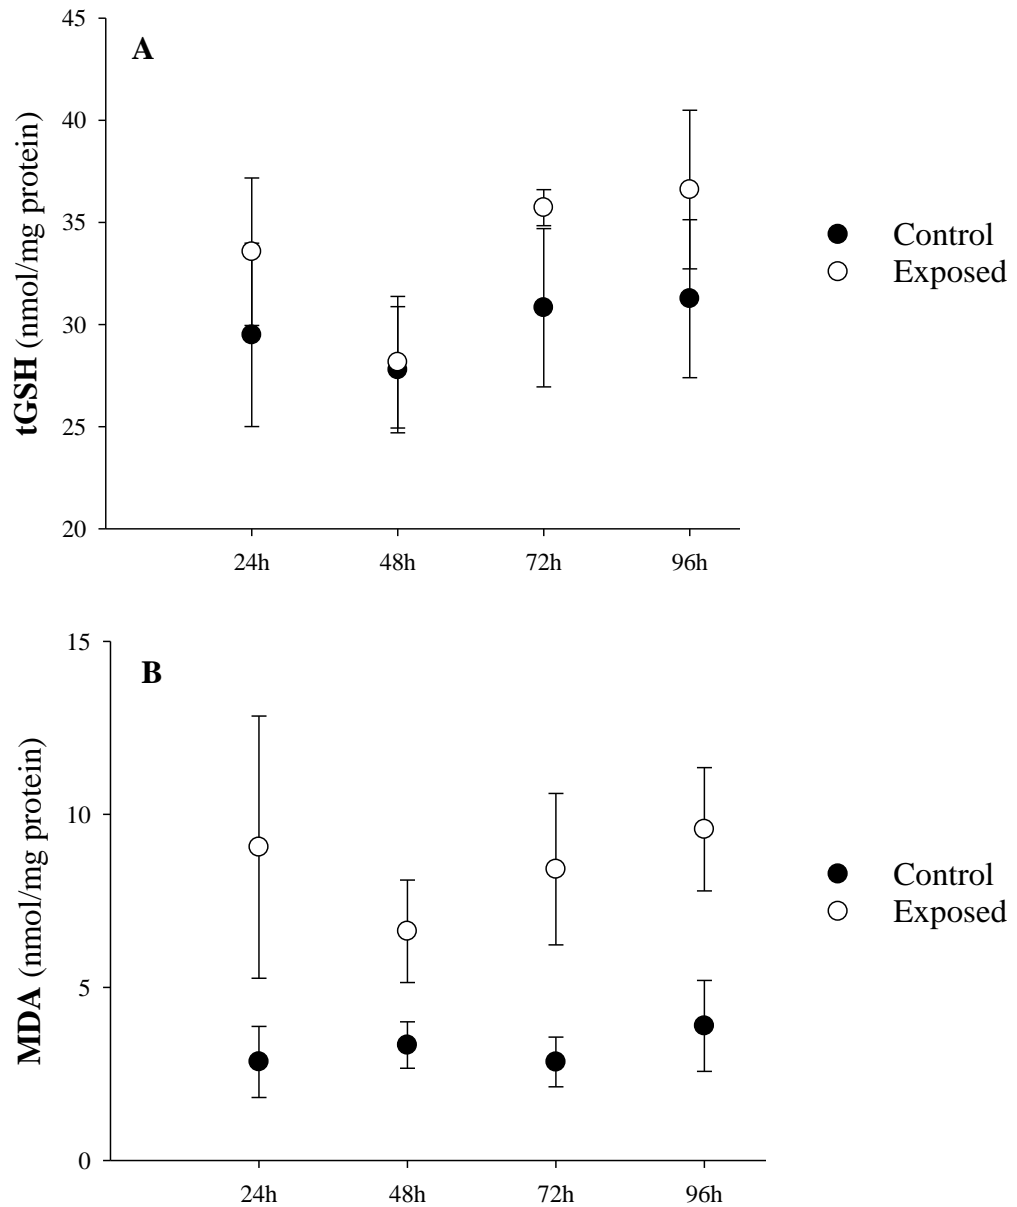 A
45
40
35
30
25
20
tGSH (nmol/mg protein)
24h 48h 72h 96h
Control
Exposed
B
15
10
5
0
MDA (nmol/mg protein)
24h 48h 72h 96h
Control
Exposed